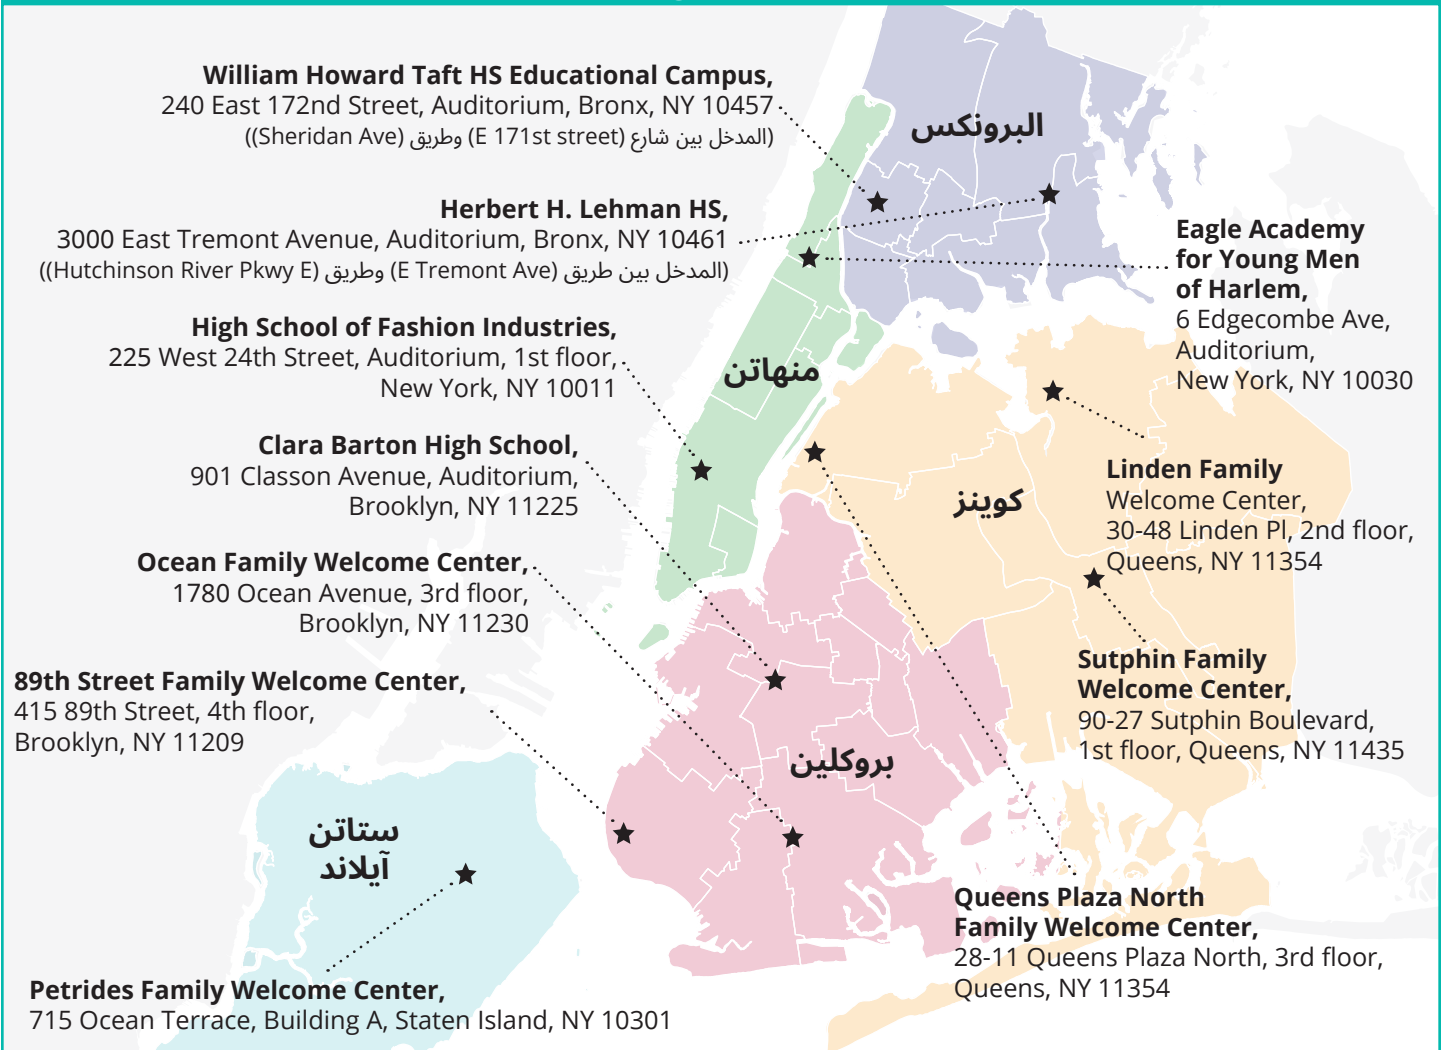 William Howard Taft HS Educational Campus,
240 East 172nd Street, Auditorium, Bronx, NY 10457
(المدخل بين شارع (E 171st street) وطريق (Sheridan Ave))
البرونكس
Herbert H. Lehman HS,
3000 East Tremont Avenue, Auditorium, Bronx, NY 10461
(المدخل بين طريق (E Tremont Ave) وطريق (Hutchinson River Pkwy E))
Eagle Academy
for Young Men
of Harlem,
6 Edgecombe Ave,
Auditorium,
New York, NY 10030
High School of Fashion Industries,
225 West 24th Street, Auditorium, 1st floor,
New York, NY 10011
منهاتن
Clara Barton High School,
901 Classon Avenue, Auditorium,
Brooklyn, NY 11225
كوينز
Linden Family
Welcome Center,
30-48 Linden Pl, 2nd floor,
Queens, NY 11354
Ocean Family Welcome Center,
1780 Ocean Avenue, 3rd floor,
Brooklyn, NY 11230
Sutphin Family
Welcome Center,
90-27 Sutphin Boulevard,
1st floor, Queens, NY 11435
89th Street Family Welcome Center,
415 89th Street, 4th floor,
Brooklyn, NY 11209
بروكلين
ستاتن
آيلاند
Queens Plaza North
Family Welcome Center,
28-11 Queens Plaza North, 3rd floor,
Queens, NY 11354
Petrides Family Welcome Center,
715 Ocean Terrace, Building A, Staten Island, NY 10301